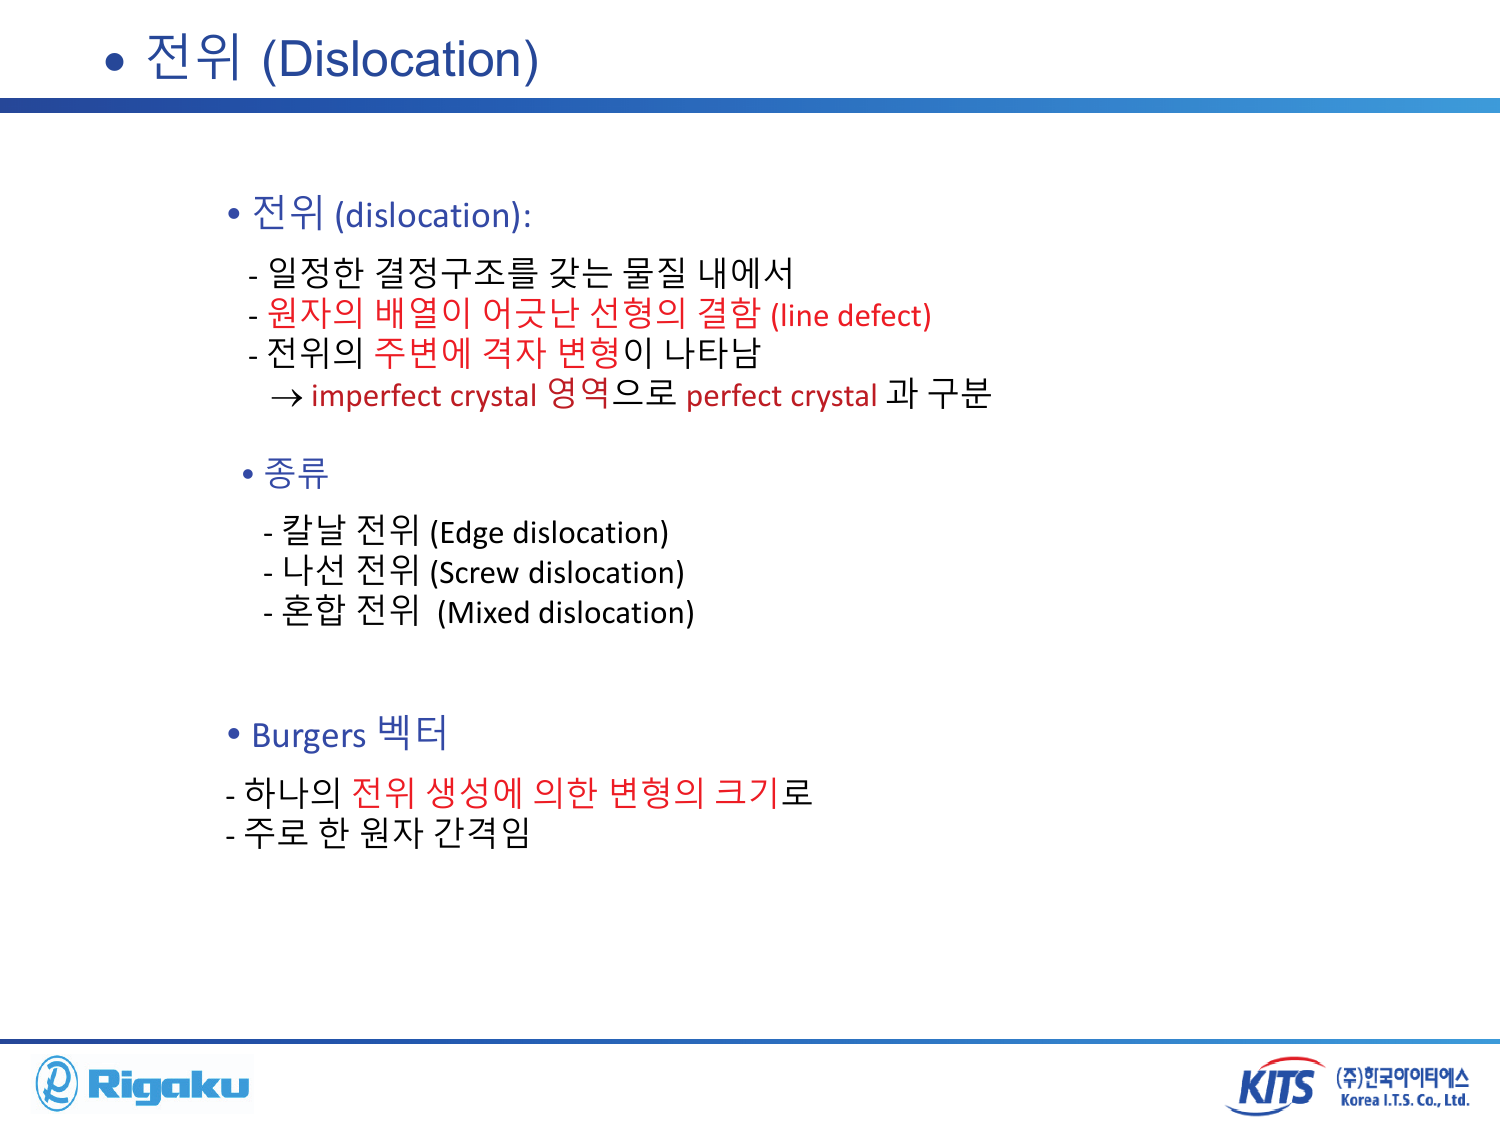 • 전위 (Dislocation)
• 전위 (dislocation):
- 일정한 결정구조를 갖는 물질 내에서
- 원자의 배열이 어긋난 선형의 결함 (line defect)
- 전위의 주변에 격자 변형이 나타남
→ imperfect crystal 영역으로 perfect crystal 과 구분
• 종류
- 칼날 전위 (Edge dislocation)
- 나선 전위 (Screw dislocation)
- 혼합 전위 (Mixed dislocation)
• Burgers 벡터
- 하나의 전위 생성에 의한 변형의 크기로
- 주로 한 원자 간격임
Rigaku
KITS (주)한국아이티에스
Korea I.T.S. Co., Ltd.